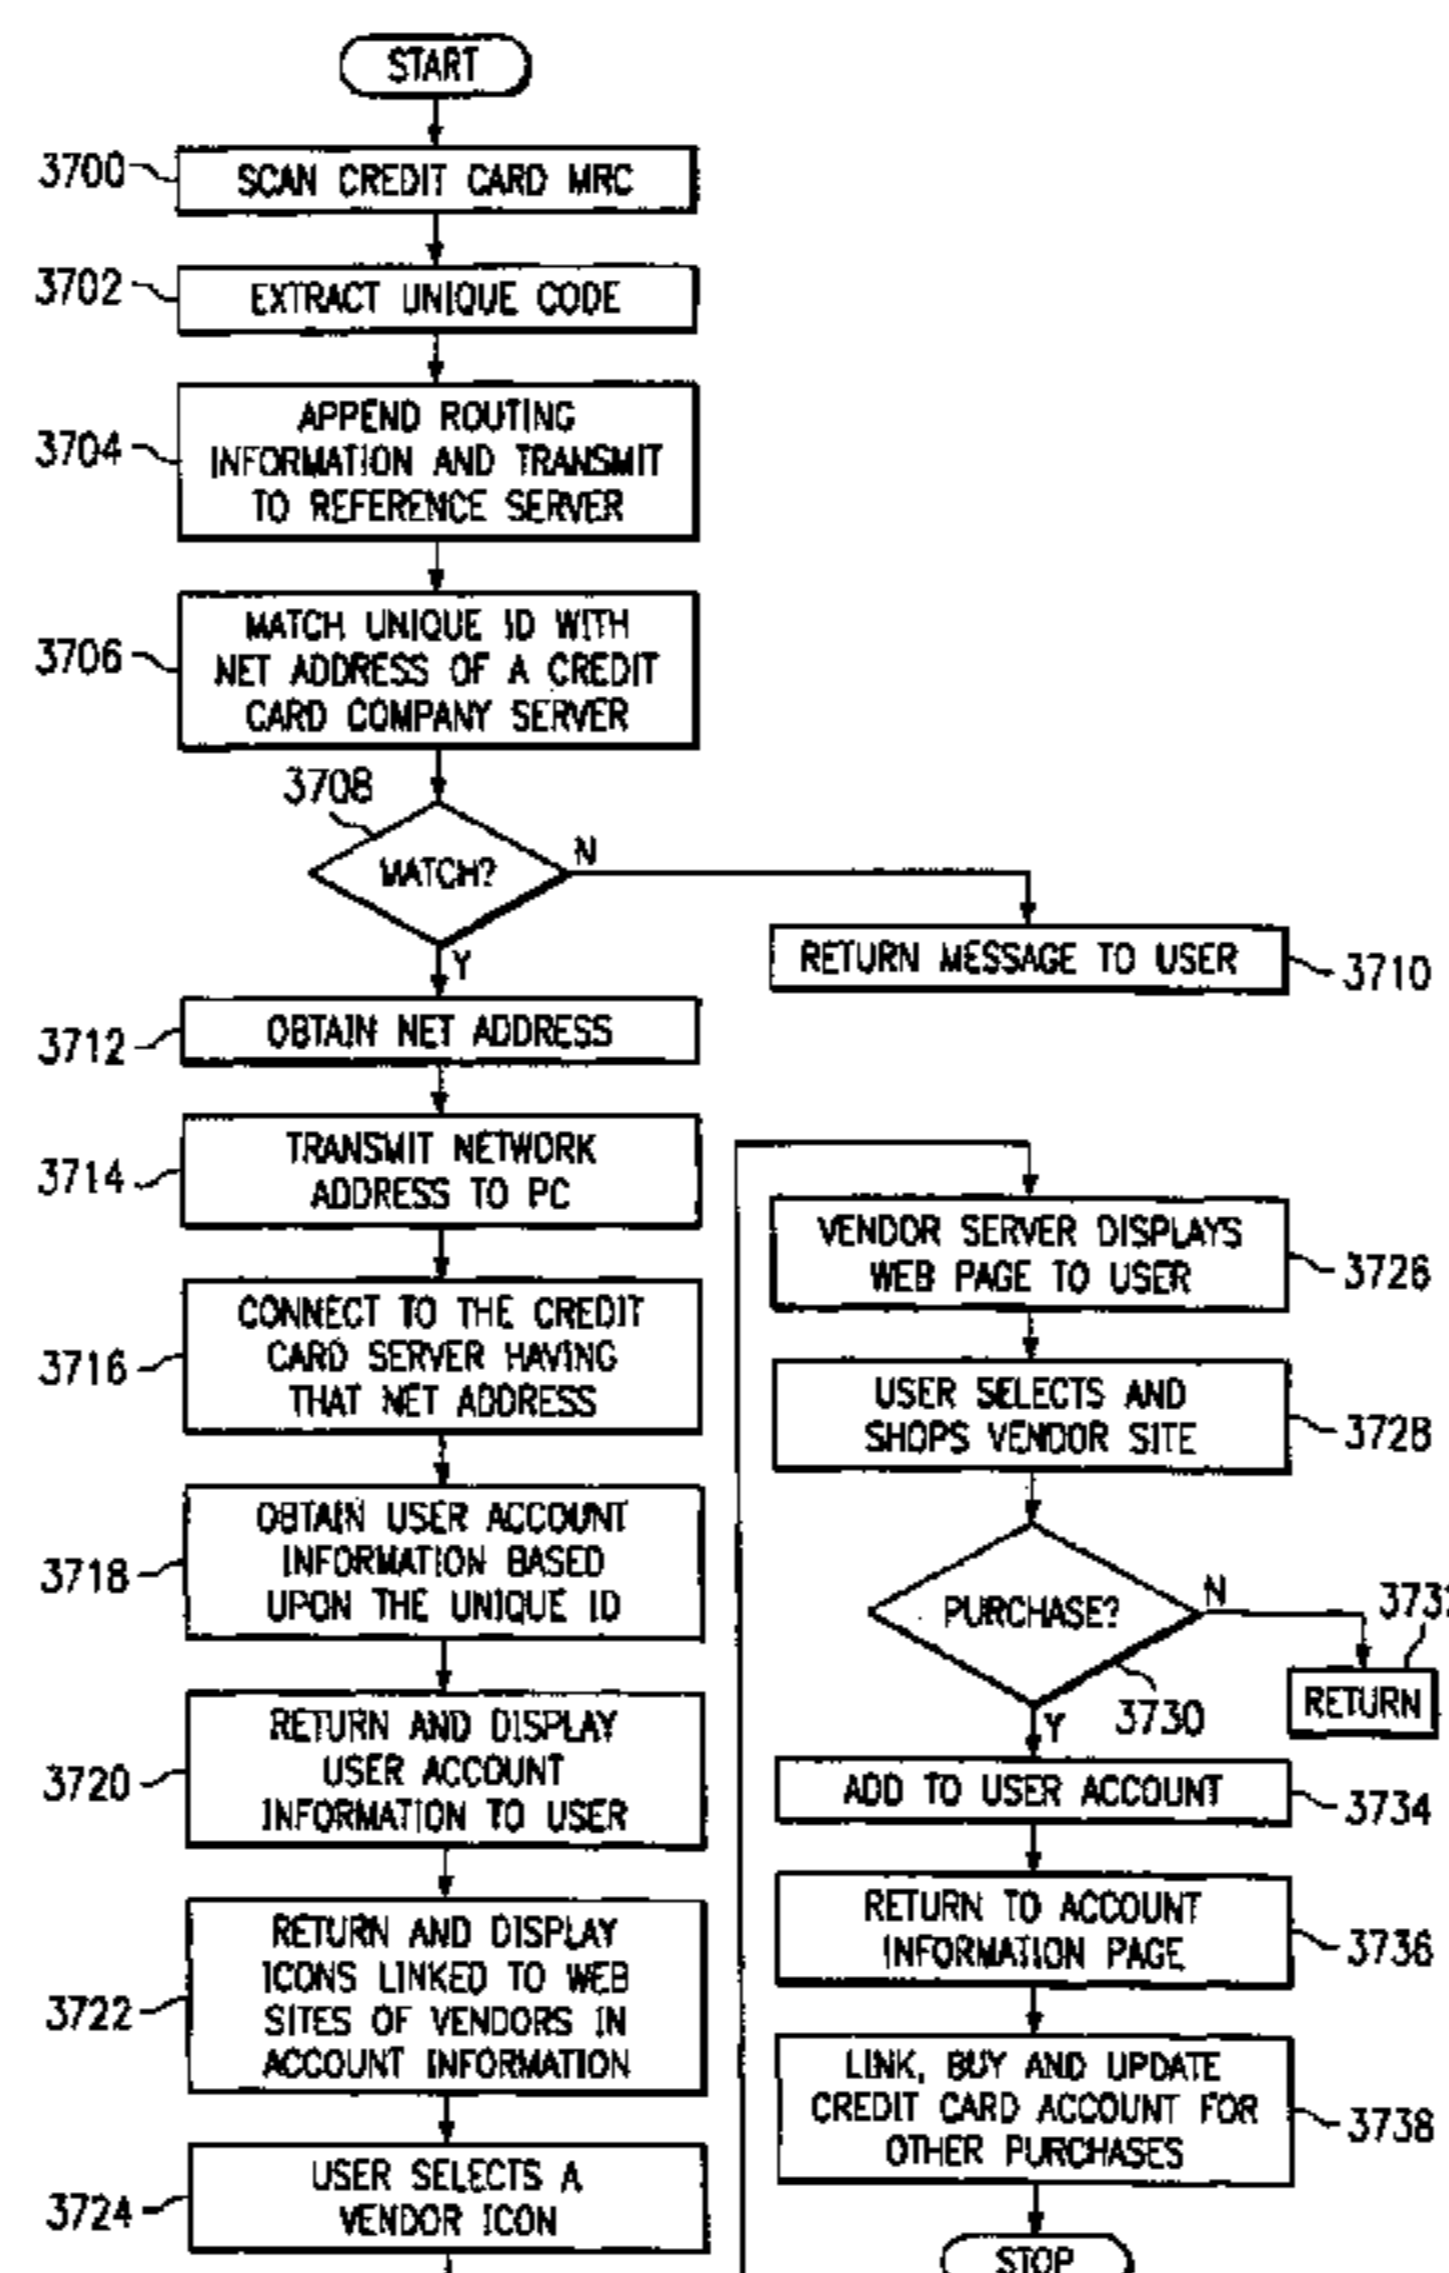 START
3700
SCAN CREDIT CARD MRC
3702
EXTRACT UNIQUE CODE
3704
APPEND ROUTING
INFORMATION AND TRANSMIT
TO REFERENCE SERVER
3706
MATCH UNIQUE ID WITH
NET ADDRESS OF A CREDIT
CARD COMPANY SERVER
3708
MATCH?
N
Y
RETURN MESSAGE TO USER
3710
3712
OBTAIN NET ADDRESS
3714
TRANSMIT NETWORK
ADDRESS TO PC
3716
CONNECT TO THE CREDIT
CARD SERVER HAVING
THAT NET ADDRESS
3718
OBTAIN USER ACCOUNT
INFORMATION BASED
UPON THE UNIQUE ID
3720
RETURN AND DISPLAY
USER ACCOUNT
INFORMATION TO USER
3722
RETURN AND DISPLAY
ICONS LINKED TO WEB
SITES OF VENDORS IN
ACCOUNT INFORMATION
3724
USER SELECTS A
VENDOR ICON
VENDOR SERVER DISPLAYS
WEB PAGE TO USER
3726
USER SELECTS AND
SHOPS VENDOR SITE
3728
PURCHASE?
N
3730
Y
RETURN
ADD TO USER ACCOUNT
3734
RETURN TO ACCOUNT
INFORMATION PAGE
3736
LINK, BUY AND UPDATE
CREDIT CARD ACCOUNT FOR
OTHER PURCHASES
3738
STOP